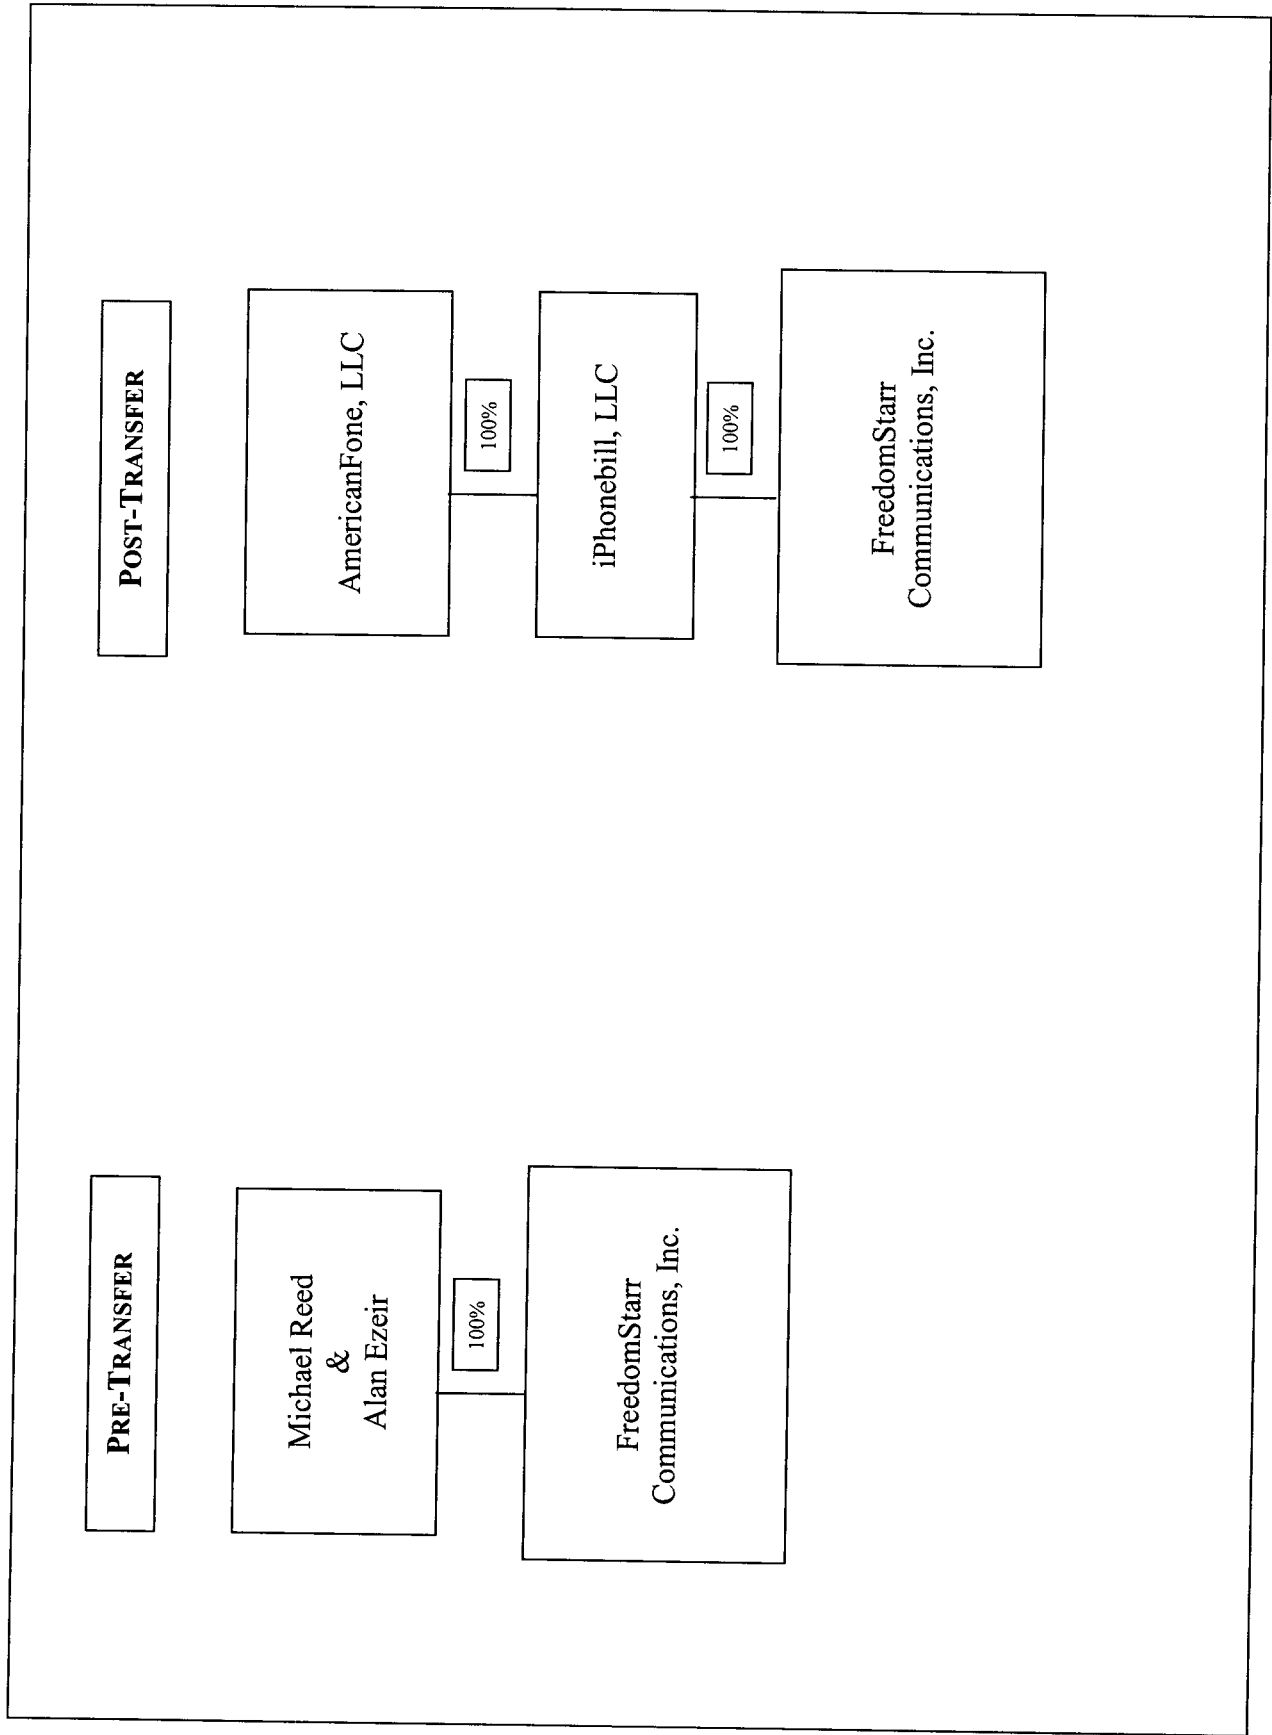 PRE-TRANSFER
Michael Reed
&
Alan Ezeir
100%
FreedomStarr
Communications, Inc.
POST-TRANSFER
AmericanFone, LLC
100%
iPhonebill, LLC
100%
FreedomStarr
Communications, Inc.